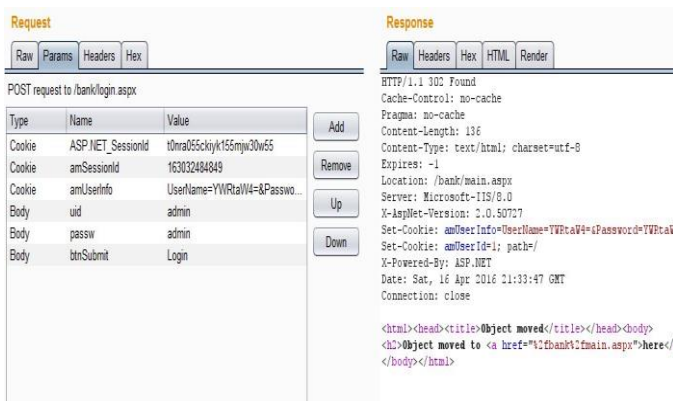 Request
Raw Params Headers Hex
POST request to /bank/login.aspx
Type Name Value
Cookie ASP.NET_SessionId t0nra055ckiyk155mjw30w55
Cookie amSessionId 163032484849
Cookie amUserInfo UserName=YWRtaW4=&Passwo...
Body uid admin
Body passw admin
Body btnSubmit Login
Add
Remove
Up
Down
Response
Raw Headers Hex HTML Render
HTTP/1.1 302 Found
Cache-Control: no-cache
Pragma: no-cache
Content-Length: 136
Content-Type: text/html; charset=utf-8
Expires: -1
Location: /bank/main.aspx
Server: Microsoft-IIS/8.0
X-AspNet-Version: 2.0.50727
Set-Cookie: amUserInfo=UserName=YWRtaW4=&Password=YWRtaW
Set-Cookie: amUserId=1; path=/
X-Powered-By: ASP.NET
Date: Sat, 16 Apr 2016 21:33:47 GMT
Connection: close
<html><head><title>Object moved</title></head><body>
<h2>Object moved to <a href="%2fbank%2fmain.aspx">here</
</body></html>